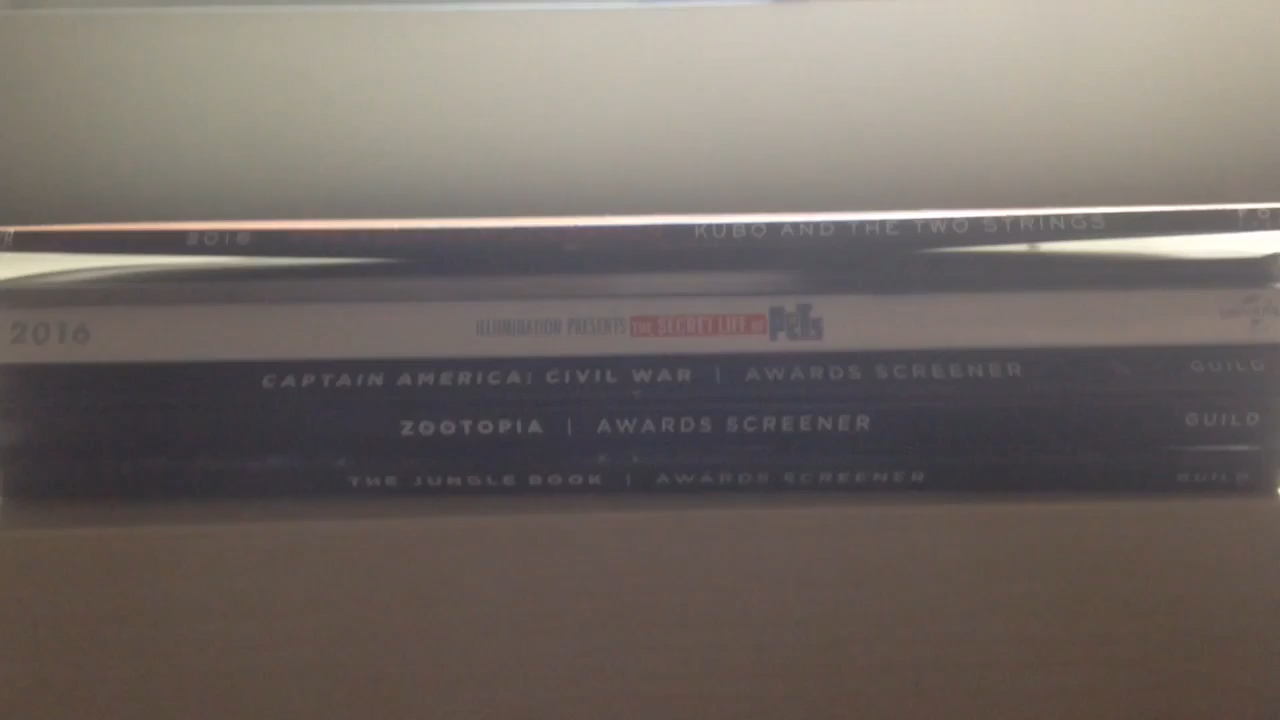 2016 KUBO AND THE TWO STRINGS
2016 ILLUMINATION PRESENTS THE SECRET LIFE OF PETS
CAPTAIN AMERICA: CIVIL WAR | AWARDS SCREENER GUILD
ZOOTOPIA | AWARDS SCREENER GUILD
THE JUNGLE BOOK | AWARDS SCREENER GUILD